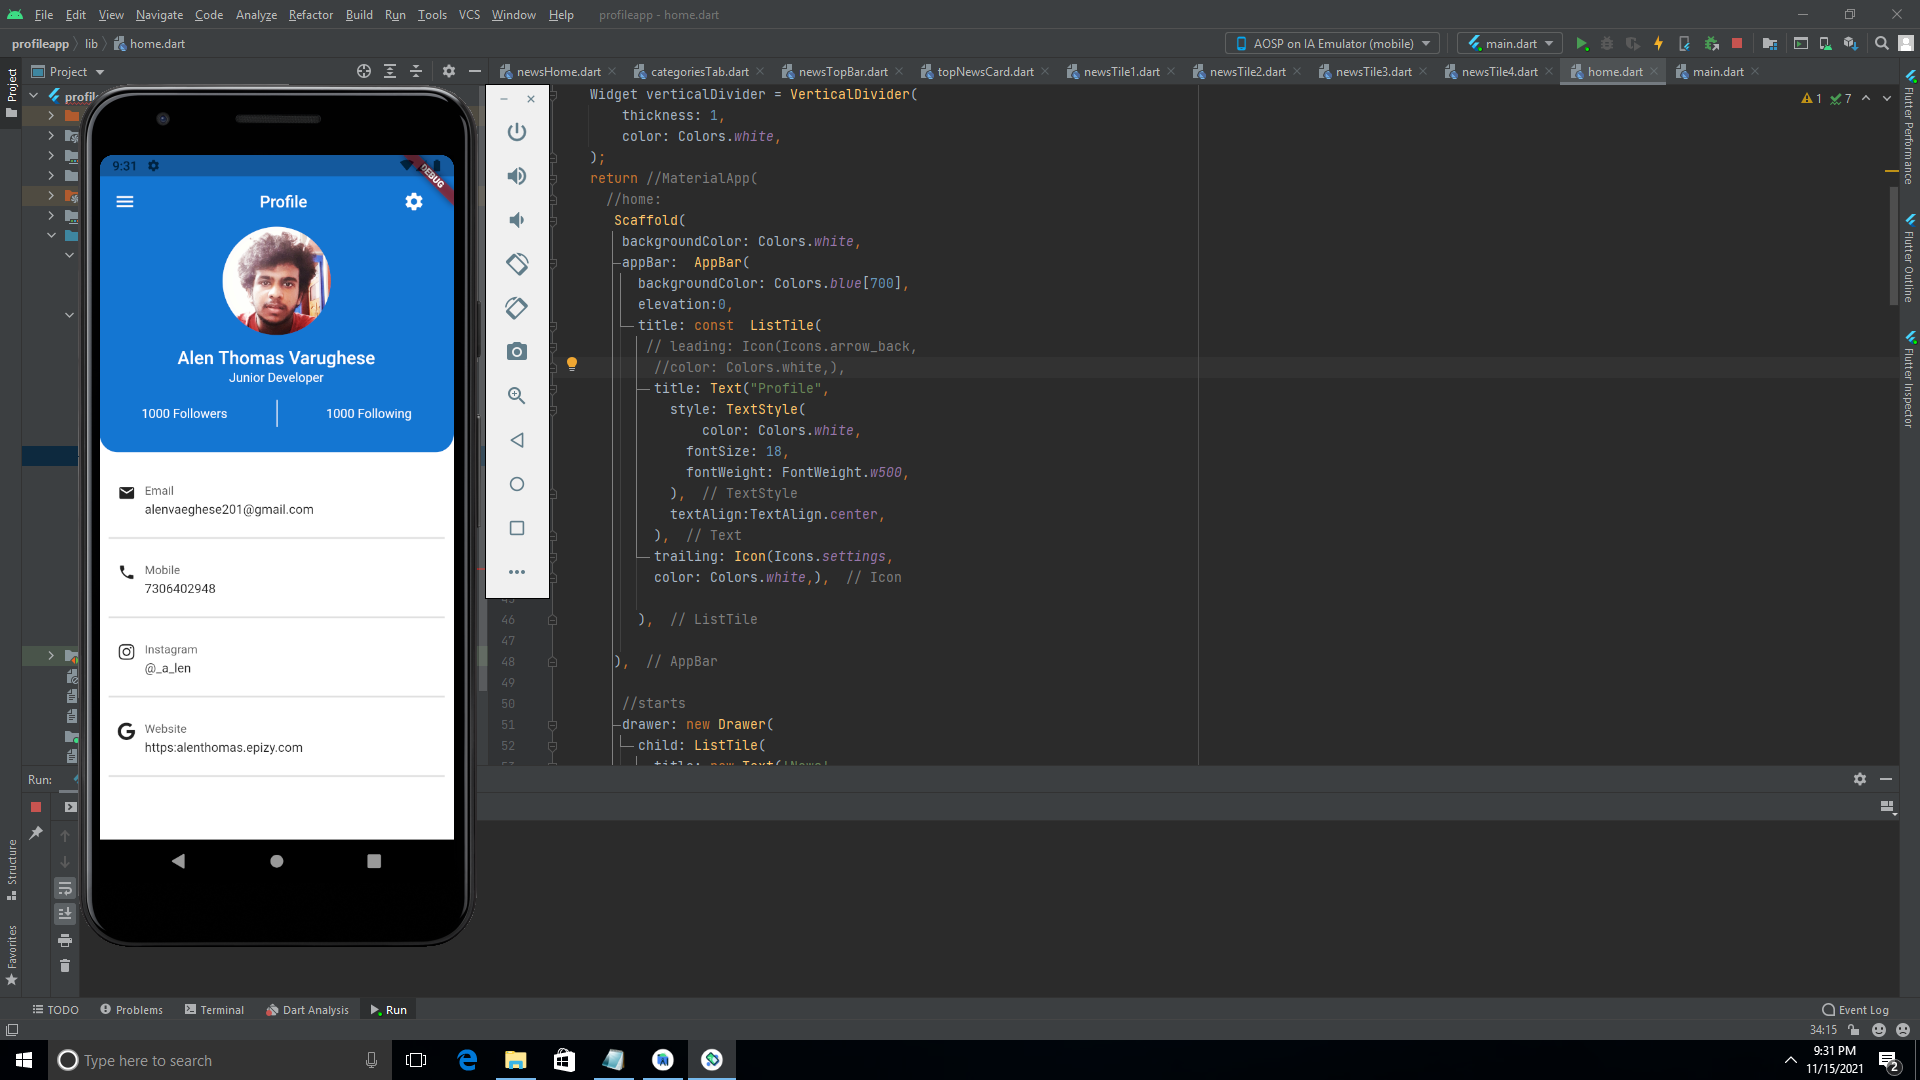 File Edit View Navigate Code Analyze Refactor Build Run Tools VCS Window Help profileapp - home.dart
profileapp lib home.dart AOSP on IA Emulator (mobile) main.dart
Project newsHome.dart categoriesTab.dart newsTopBar.dart topNewsCard.dart newsTile1.dart newsTile2.dart newsTile3.dart newsTile4.dart home.dart main.dart
Project
Structure
Favorites
Flutter Performance
Flutter Outline
Flutter Inspector
1 7
9:31
DEBUG
Profile
Alen Thomas Varughese
Junior Developer
1000 Followers 1000 Following
Email
alenvaeghese201@gmail.com
Mobile
7306402948
Instagram
@_a_len
Website
https:alenthomas.epizy.com
Widget verticalDivider = VerticalDivider(
thickness: 1,
color: Colors.white,
);
return //MaterialApp(
//home:
Scaffold(
backgroundColor: Colors.white,
appBar: AppBar(
backgroundColor: Colors.blue[700],
elevation:0,
title: const ListTile(
// leading: Icon(Icons.arrow_back,
//color: Colors.white,),
title: Text("Profile",
style: TextStyle(
color: Colors.white,
fontSize: 18,
fontWeight: FontWeight.w500,
), // TextStyle
textAlign:TextAlign.center,
), // Text
trailing: Icon(Icons.settings,
color: Colors.white,), // Icon
46 ), // ListTile
47
48 ), // AppBar
49
50 //starts
51 drawer: new Drawer(
52 child: ListTile(
Run:
TODO Problems Terminal Dart Analysis Run Event Log
34:15
Type here to search
9:31 PM
11/15/2021
2